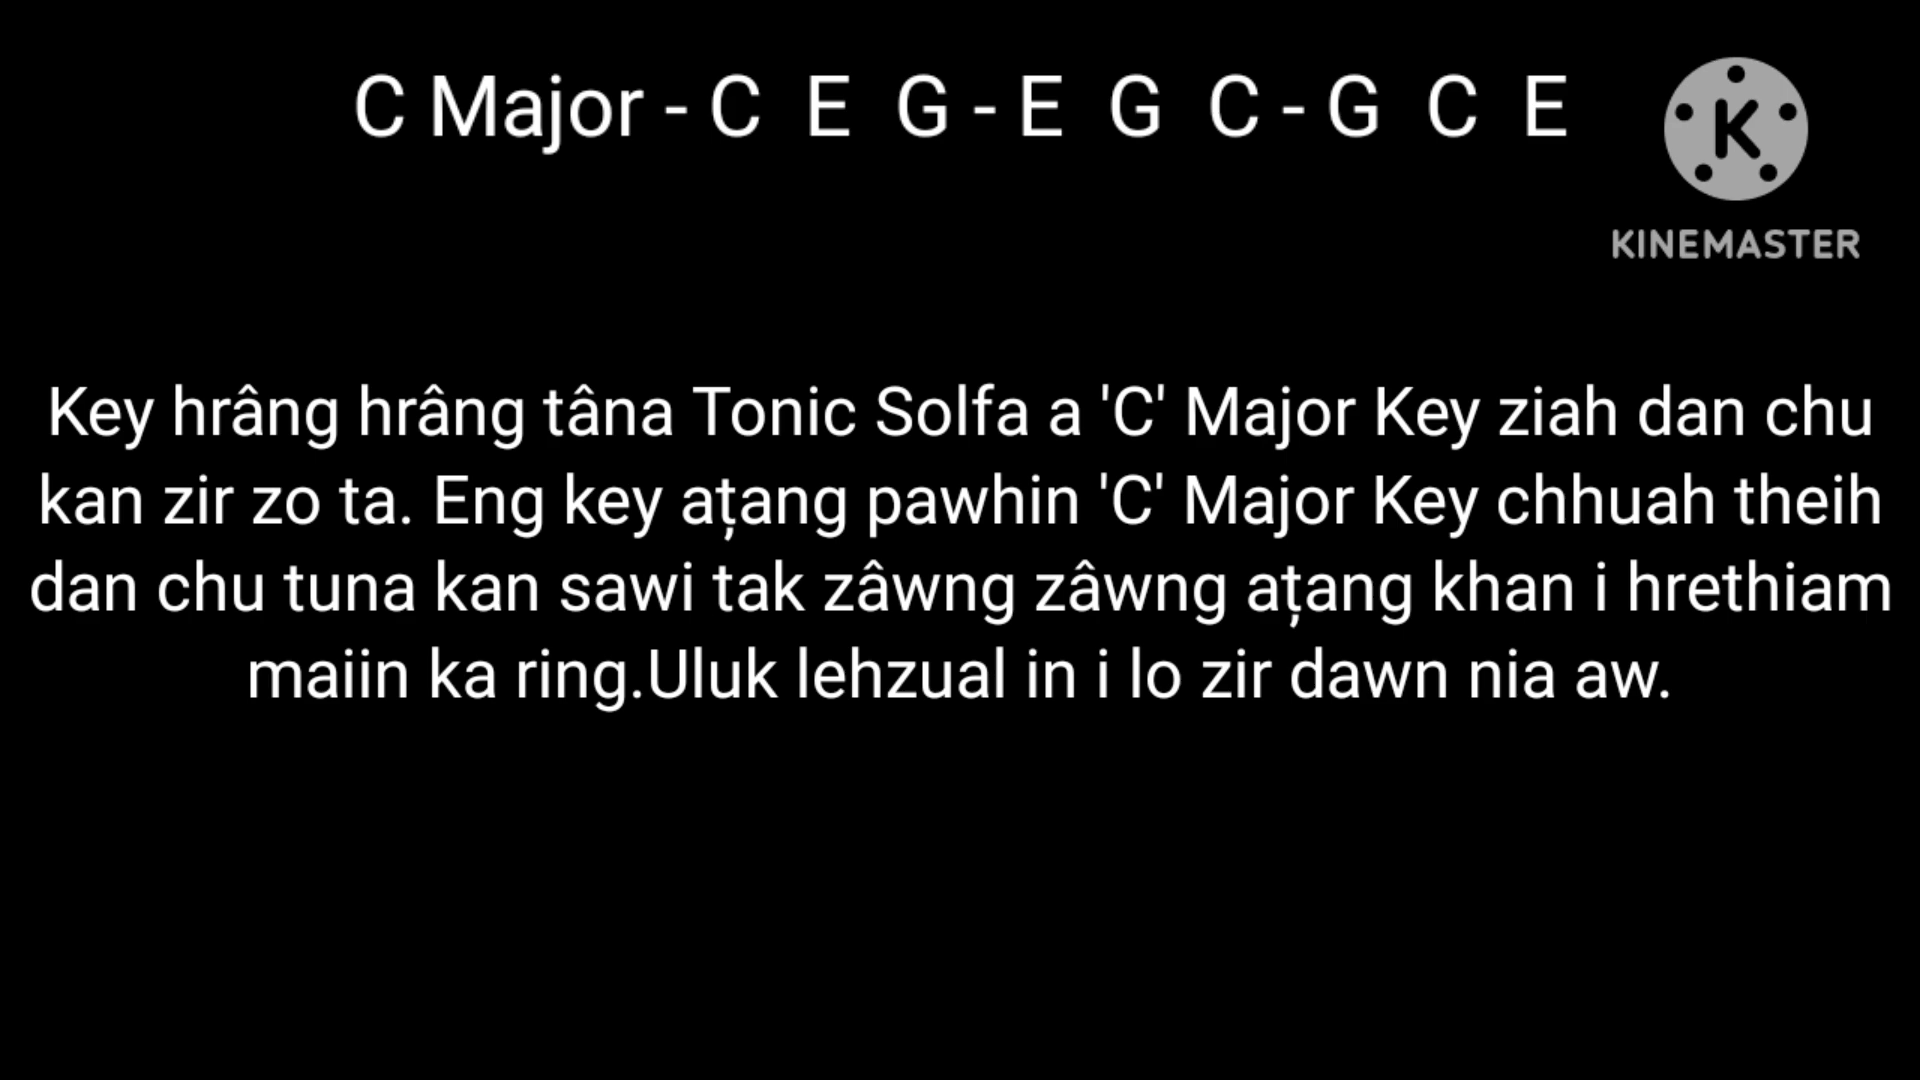 C Major - C E G - E G C - G C E
K
KINEMASTER
Key hrâng hrâng tâna Tonic Solfa a 'C' Major Key ziah dan chu
kan zir zo ta. Eng key aṭang pawhin 'C' Major Key chhuah theih
dan chu tuna kan sawi tak zâwng zâwng aṭang khan i hrethiam
maiin ka ring.Uluk lehzual in i lo zir dawn nia aw.